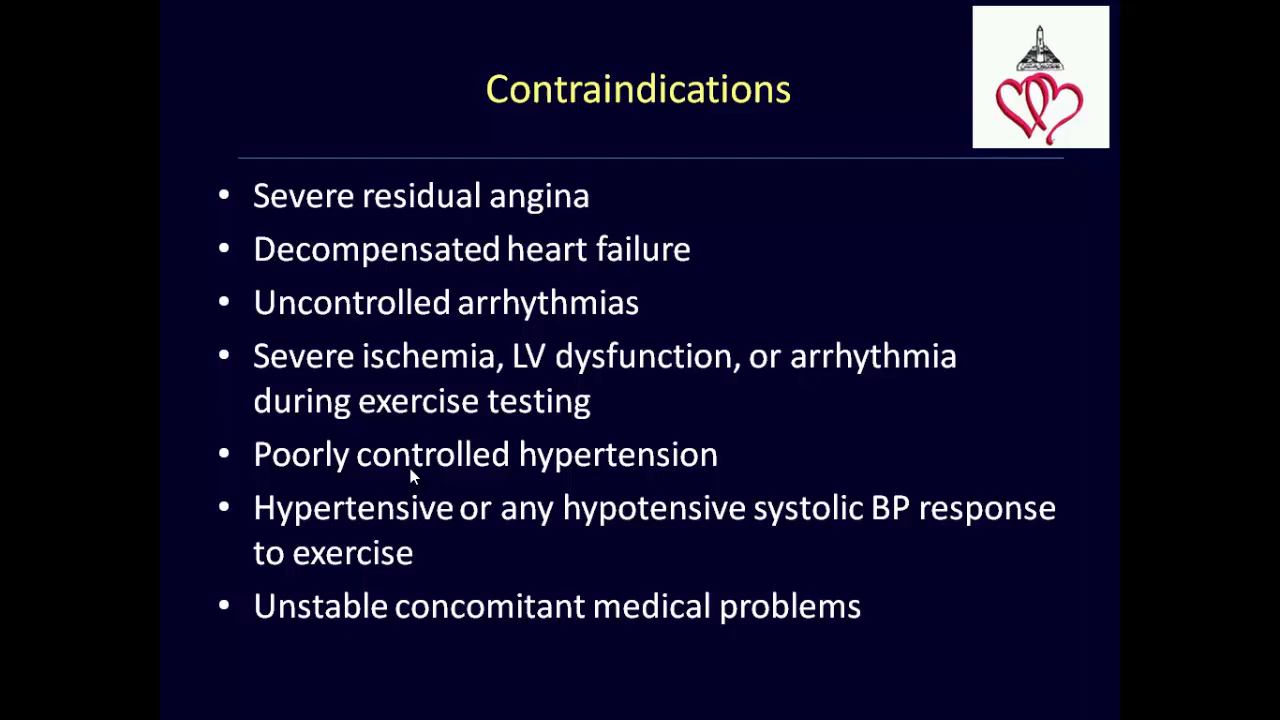 Contraindications
• Severe residual angina
• Decompensated heart failure
• Uncontrolled arrhythmias
• Severe ischemia, LV dysfunction, or arrhythmia
during exercise testing
• Poorly controlled hypertension
• Hypertensive or any hypotensive systolic BP response
to exercise
• Unstable concomitant medical problems